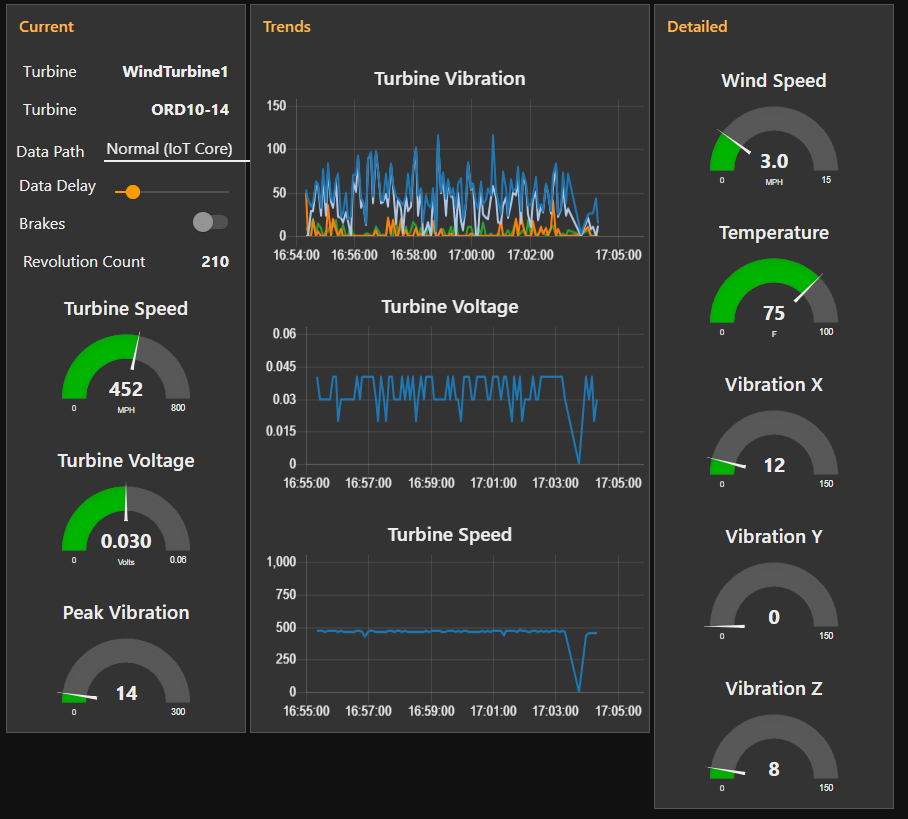 Current
Turbine WindTurbine1
Turbine ORD10-14
Data Path Normal (IoT Core)
Data Delay
Brakes
Revolution Count 210
Turbine Speed
452
MPH
0 800
Turbine Voltage
0.030
Volts
0 0.06
Peak Vibration
14
0 300
Trends
Turbine Vibration
150
100
50
0
16:54:00 16:56:00 16:58:00 17:00:00 17:02:00 17:05:00
Turbine Voltage
0.06
0.045
0.03
0.015
0
16:55:00 16:57:00 16:59:00 17:01:00 17:03:00 17:05:00
Turbine Speed
1,000
750
500
250
0
16:55:00 16:57:00 16:59:00 17:01:00 17:03:00 17:05:00
Detailed
Wind Speed
3.0
MPH
0 15
Temperature
75
F
0 100
Vibration X
12
0 150
Vibration Y
0
0 150
Vibration Z
8
0 150